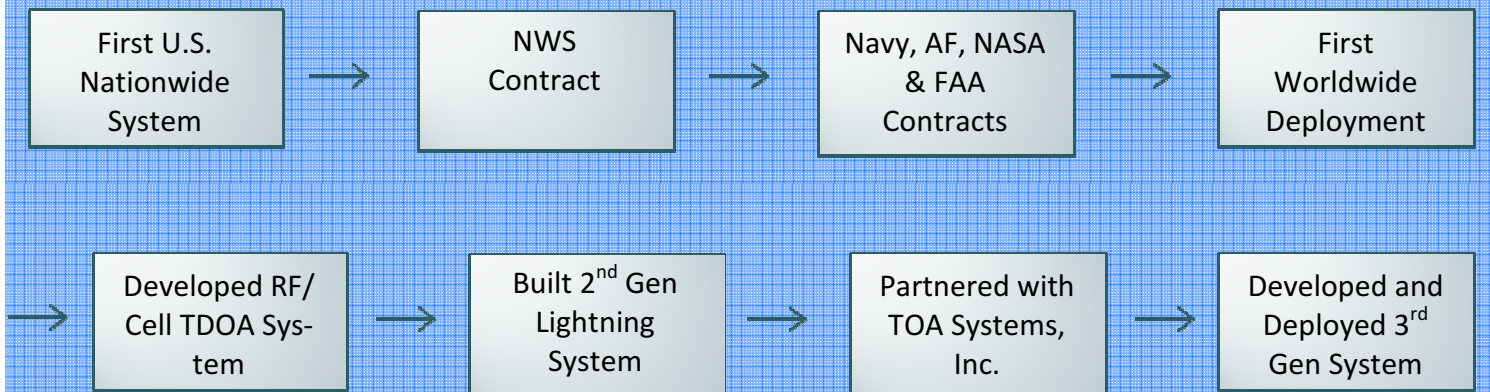 First U.S.
Nationwide
System
NWS
Contract
Navy, AF, NASA
& FAA
Contracts
First
Worldwide
Deployment
Developed RF/
Cell TDOA Sys-
tem
Built 2nd Gen
Lightning
System
Partnered with
TOA Systems,
Inc.
Developed and
Deployed 3rd
Gen System